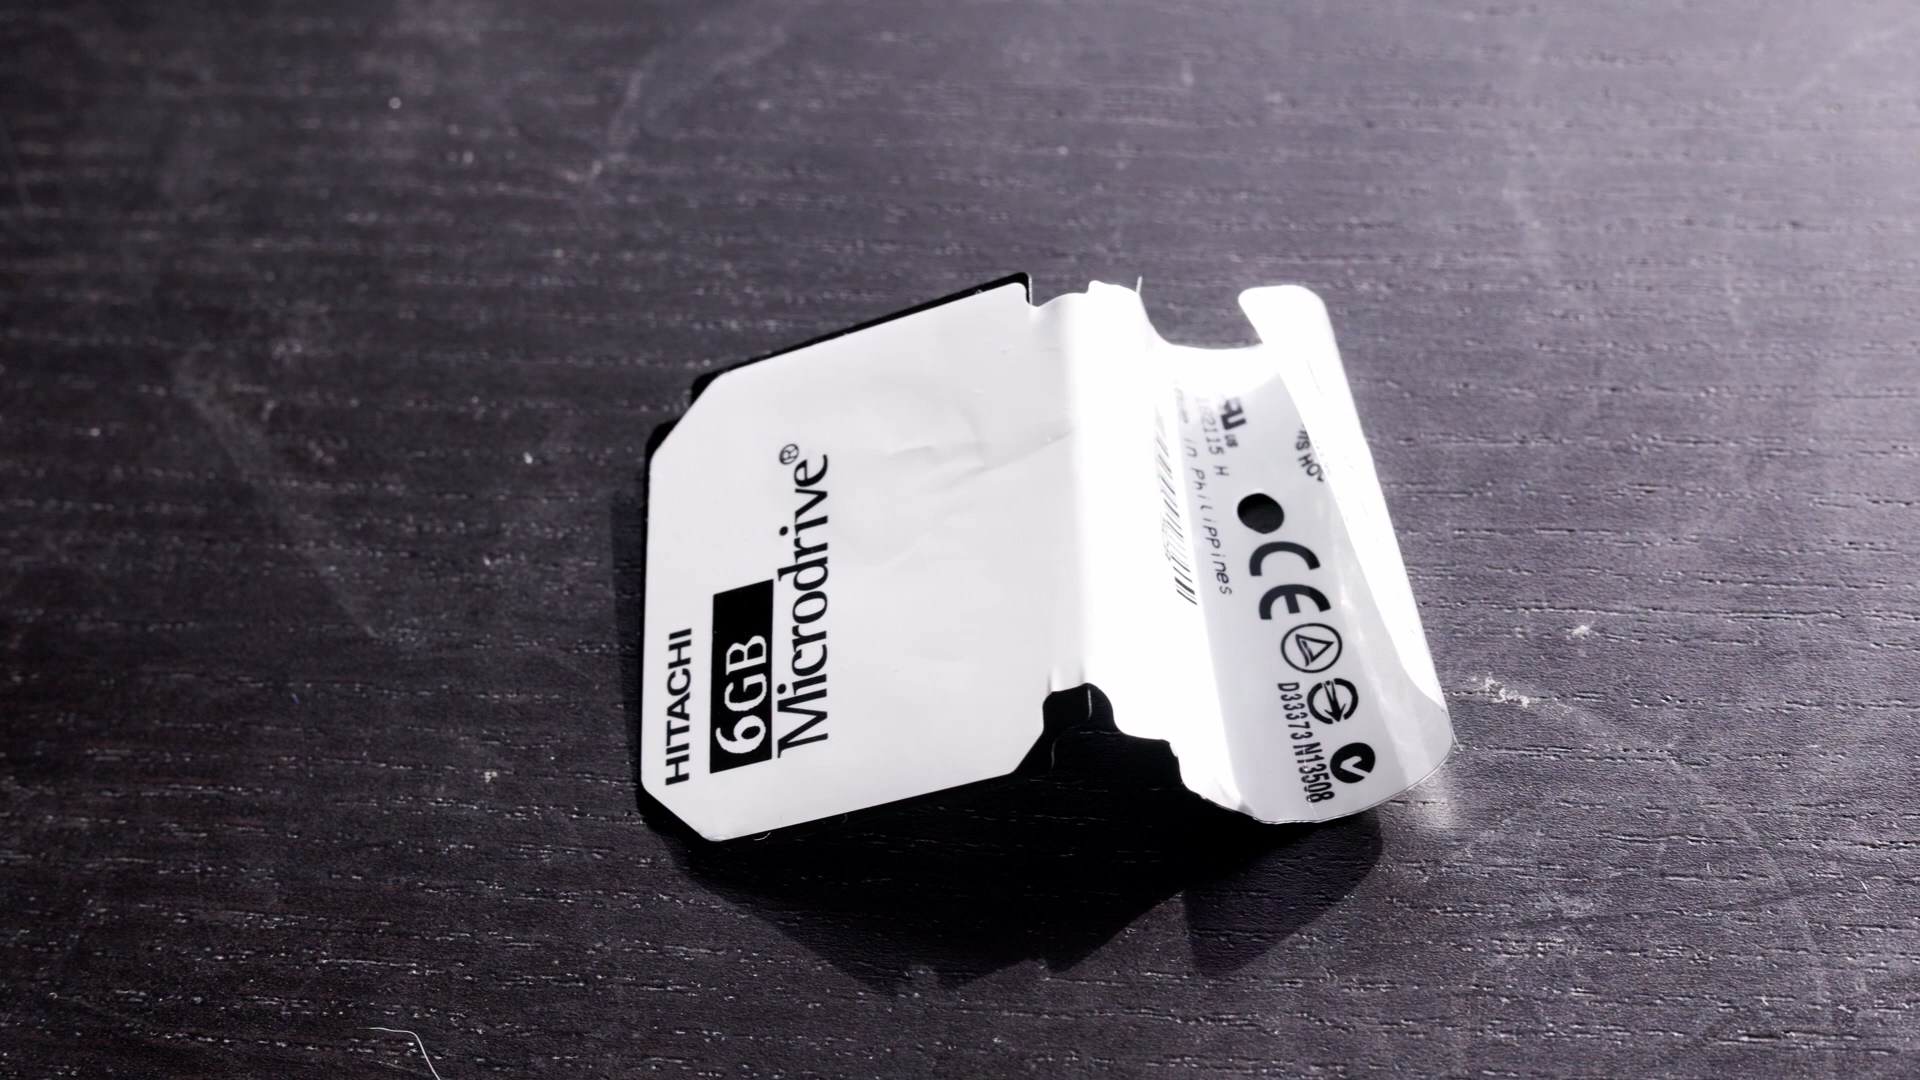 HITACHI
6GB
Microdrive®
in Philippines
CE
D33373 N13508